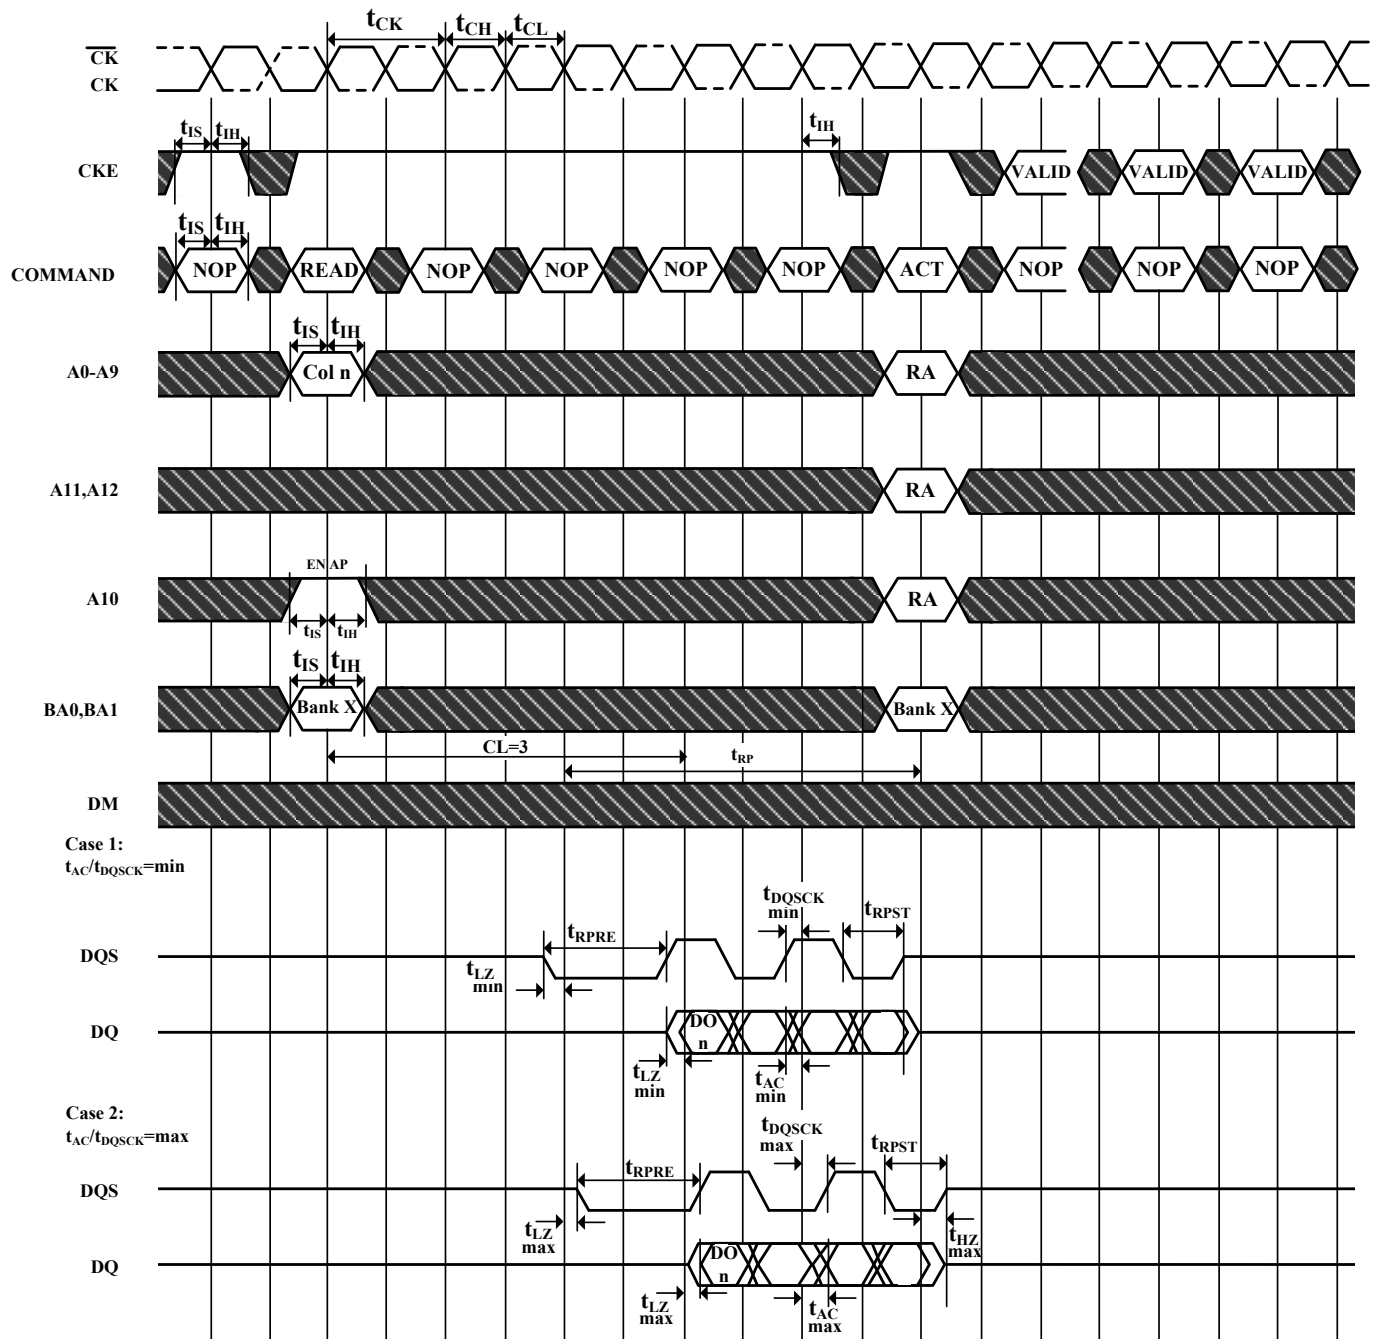 tCK tCH tCL
CK
CK
tIS tIH tIH
CKE VALID VALID VALID
tIS tIH
COMMAND NOP READ NOP NOP NOP NOP ACT NOP NOP NOP
tIS tIH
A0-A9 Col n RA
A11,A12 RA
EN AP
A10 RA
tIS tIH
tIS tIH
BA0,BA1 Bank X Bank X
CL=3 tRP
DM
Case 1:
tAC/tDQSCK=min
tDQSCK min tRPST
tRPRE
DQS
tLZ min
DQ DO n
tLZ min tAC min
Case 2:
tAC/tDQSCK=max
tDQSCK max tRPST
tRPRE
DQS
tLZ max tHZ max
DQ DO n
tLZ max tAC max